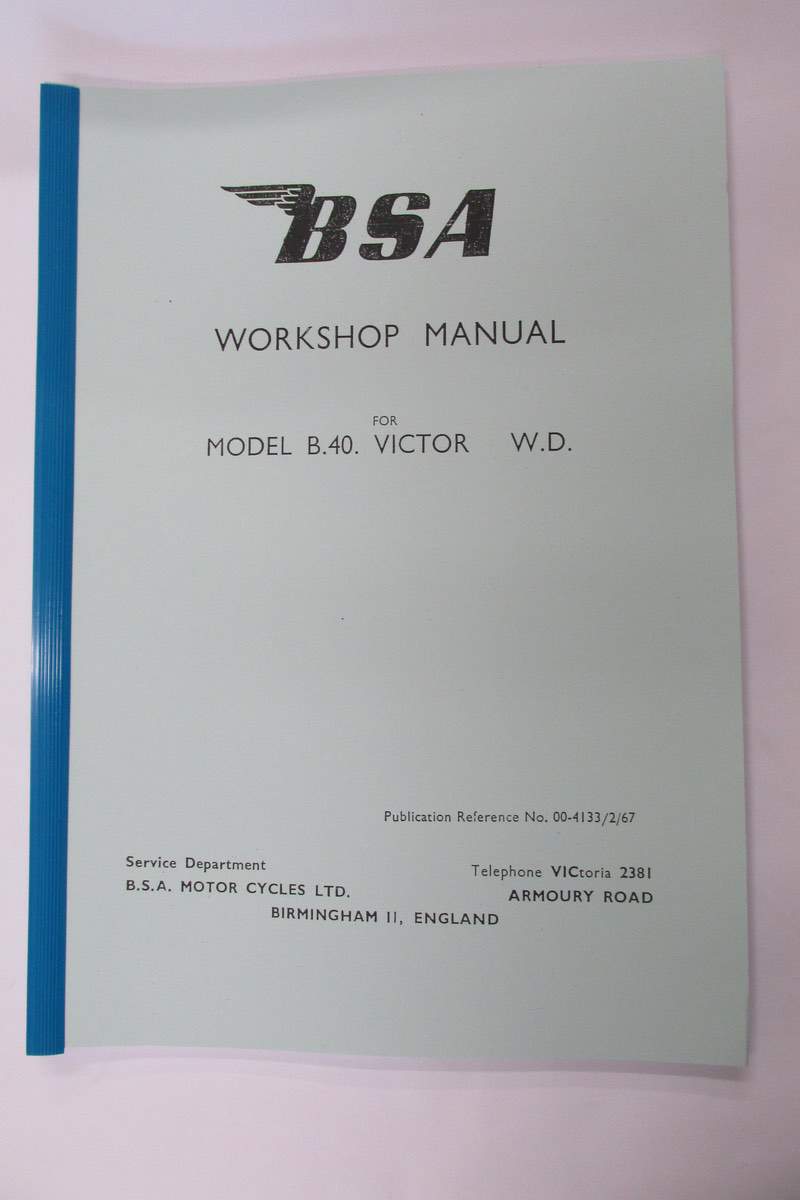 BSA
WORKSHOP MANUAL
FOR
MODEL B.40. VICTOR W.D.
Publication Reference No. 00-4133/2/67
Service Department
B.S.A. MOTOR CYCLES LTD.
Telephone VICtoria 2381
ARMOURY ROAD
BIRMINGHAM 11, ENGLAND